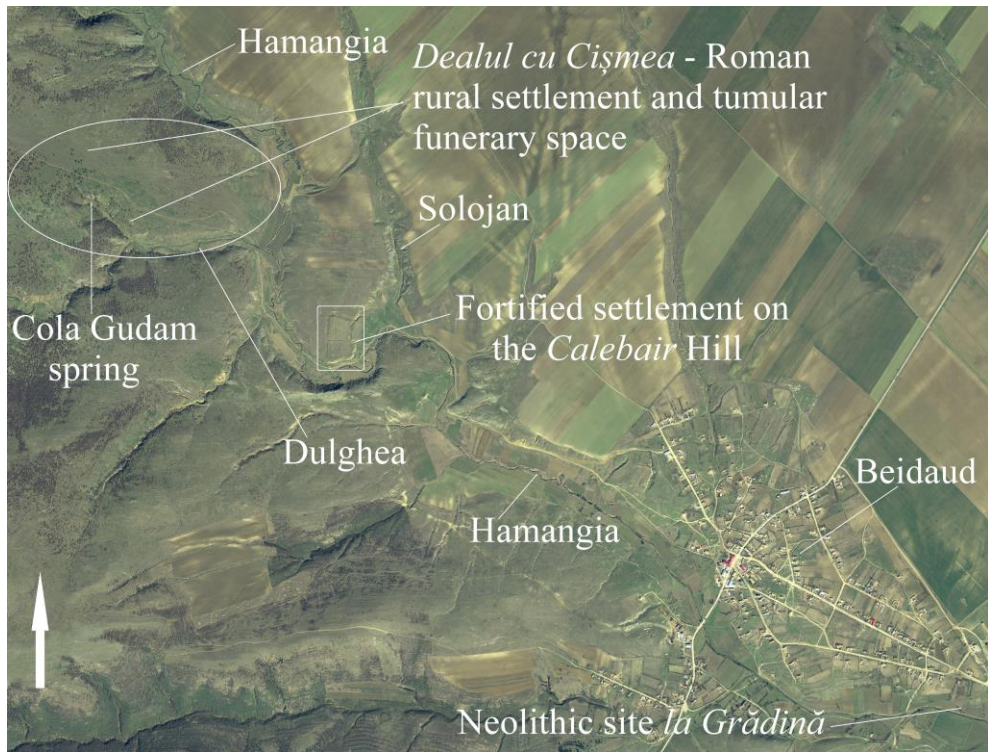 Hamangia
Dealul cu Cișmea - Roman
rural settlement and tumular
funerary space
Solojan
Cola Gudam
spring
Fortified settlement on
the Calebair Hill
Dulghea
Beidaud
Hamangia
Neolithic site la Grădină